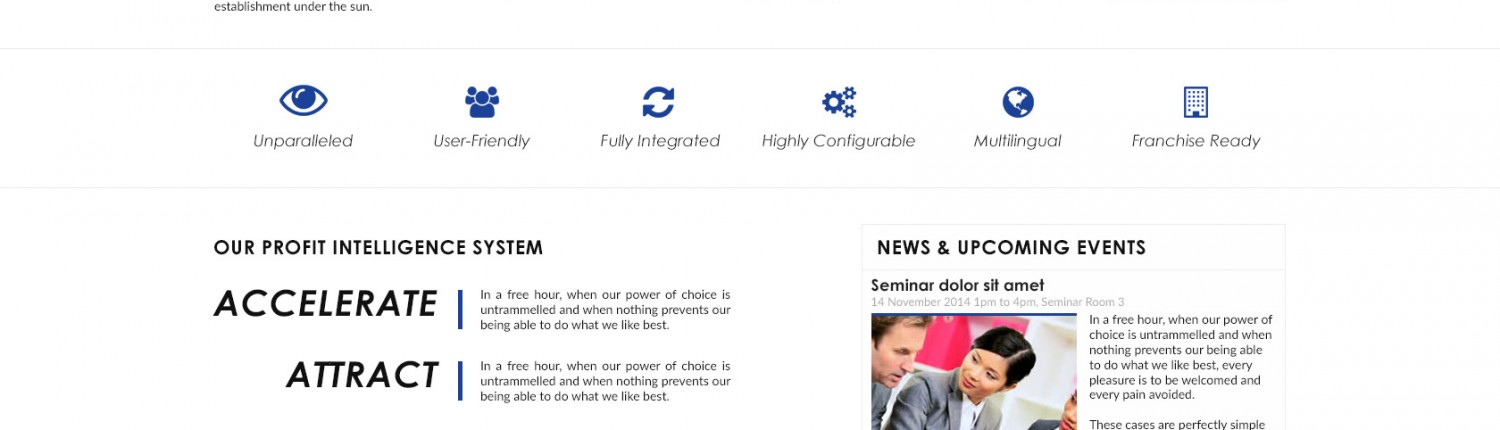 establishment under the sun.
Unparalleled
User-Friendly
Fully Integrated
Highly Configurable
Multilingual
Franchise Ready
OUR PROFIT INTELLIGENCE SYSTEM
ACCELERATE
In a free hour, when our power of choice is
untrammelled and when nothing prevents our
being able to do what we like best.
ATTRACT
In a free hour, when our power of choice is
untrammelled and when nothing prevents our
being able to do what we like best.
NEWS & UPCOMING EVENTS
Seminar dolor sit amet
14 November 2014 1pm to 4pm, Seminar Room 3
In a free hour, when our power of
choice is untrammelled and when
nothing prevents our being able
to do what we like best, every
pleasure is to be welcomed and
every pain avoided.
These cases are perfectly simple